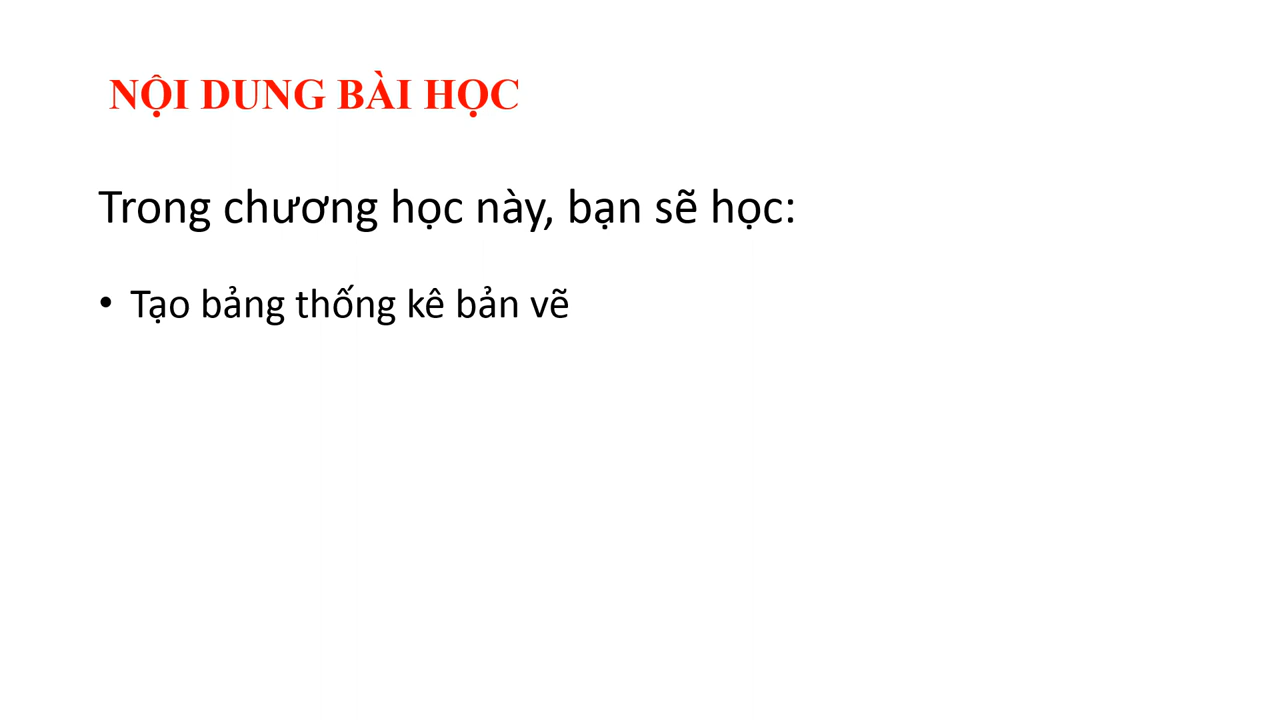 NỘI DUNG BÀI HỌC
Trong chương học này, bạn sẽ học:
• Tạo bảng thống kê bản vẽ